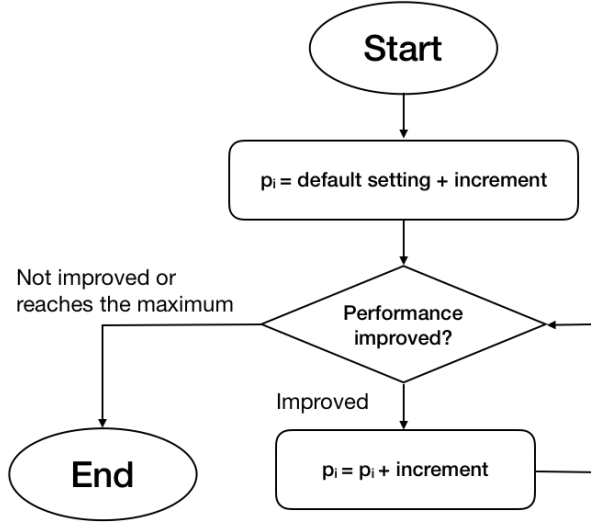 Start
pᵢ = default setting + increment
Not improved or
reaches the maximum
Performance
improved?
Improved
pᵢ = pᵢ + increment
End